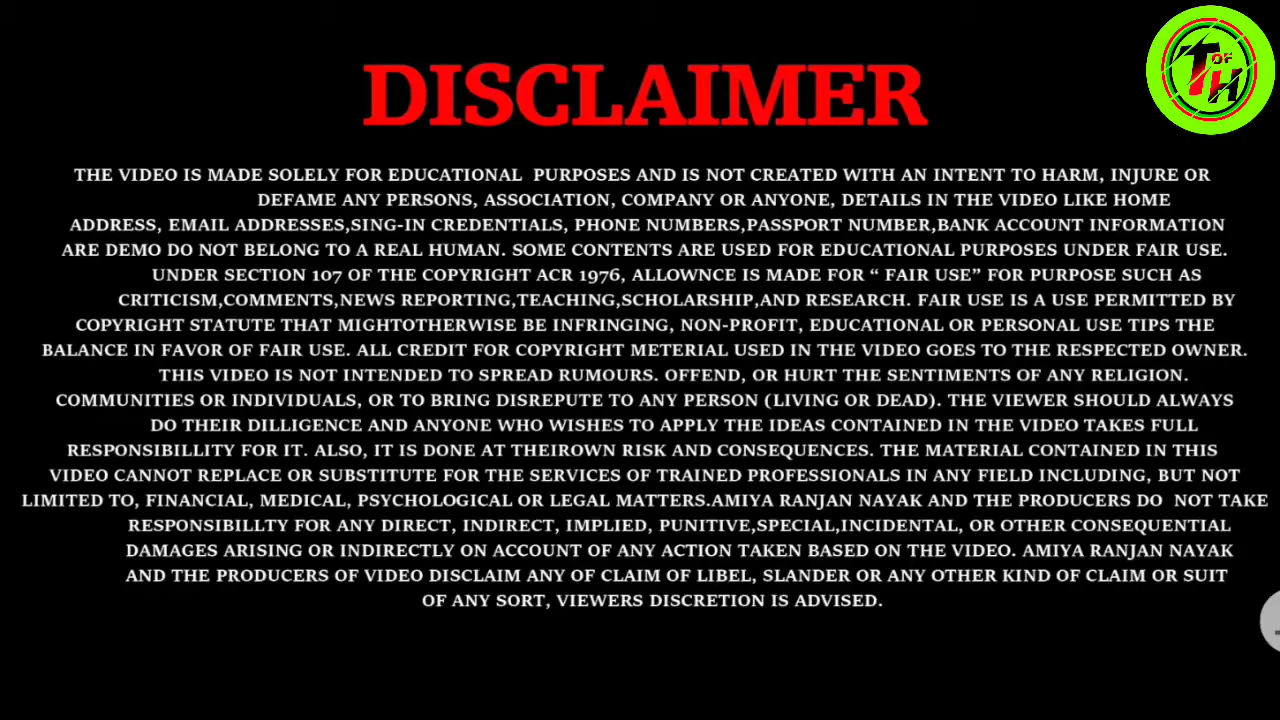 DISCLAIMER
T OF H
THE VIDEO IS MADE SOLELY FOR EDUCATIONAL PURPOSES AND IS NOT CREATED WITH AN INTENT TO HARM, INJURE OR
DEFAME ANY PERSONS, ASSOCIATION, COMPANY OR ANYONE, DETAILS IN THE VIDEO LIKE HOME
ADDRESS, EMAIL ADDRESSES,SING-IN CREDENTIALS, PHONE NUMBERS,PASSPORT NUMBER,BANK ACCOUNT INFORMATION
ARE DEMO DO NOT BELONG TO A REAL HUMAN. SOME CONTENTS ARE USED FOR EDUCATIONAL PURPOSES UNDER FAIR USE.
UNDER SECTION 107 OF THE COPYRIGHT ACR 1976, ALLOWNCE IS MADE FOR “ FAIR USE” FOR PURPOSE SUCH AS
CRITICISM,COMMENTS,NEWS REPORTING,TEACHING,SCHOLARSHIP,AND RESEARCH. FAIR USE IS A USE PERMITTED BY
COPYRIGHT STATUTE THAT MIGHTOTHERWISE BE INFRINGING, NON-PROFIT, EDUCATIONAL OR PERSONAL USE TIPS THE
BALANCE IN FAVOR OF FAIR USE. ALL CREDIT FOR COPYRIGHT METERIAL USED IN THE VIDEO GOES TO THE RESPECTED OWNER.
THIS VIDEO IS NOT INTENDED TO SPREAD RUMOURS. OFFEND, OR HURT THE SENTIMENTS OF ANY RELIGION.
COMMUNITIES OR INDIVIDUALS, OR TO BRING DISREPUTE TO ANY PERSON (LIVING OR DEAD). THE VIEWER SHOULD ALWAYS
DO THEIR DILLIGENCE AND ANYONE WHO WISHES TO APPLY THE IDEAS CONTAINED IN THE VIDEO TAKES FULL
RESPONSIBILLITY FOR IT. ALSO, IT IS DONE AT THEIROWN RISK AND CONSEQUENCES. THE MATERIAL CONTAINED IN THIS
VIDEO CANNOT REPLACE OR SUBSTITUTE FOR THE SERVICES OF TRAINED PROFESSIONALS IN ANY FIELD INCLUDING, BUT NOT
LIMITED TO, FINANCIAL, MEDICAL, PSYCHOLOGICAL OR LEGAL MATTERS.AMIYA RANJAN NAYAK AND THE PRODUCERS DO NOT TAKE
RESPONSIBILLTY FOR ANY DIRECT, INDIRECT, IMPLIED, PUNITIVE,SPECIAL,INCIDENTAL, OR OTHER CONSEQUENTIAL
DAMAGES ARISING OR INDIRECTLY ON ACCOUNT OF ANY ACTION TAKEN BASED ON THE VIDEO. AMIYA RANJAN NAYAK
AND THE PRODUCERS OF VIDEO DISCLAIM ANY OF CLAIM OF LIBEL, SLANDER OR ANY OTHER KIND OF CLAIM OR SUIT
OF ANY SORT, VIEWERS DISCRETION IS ADVISED.